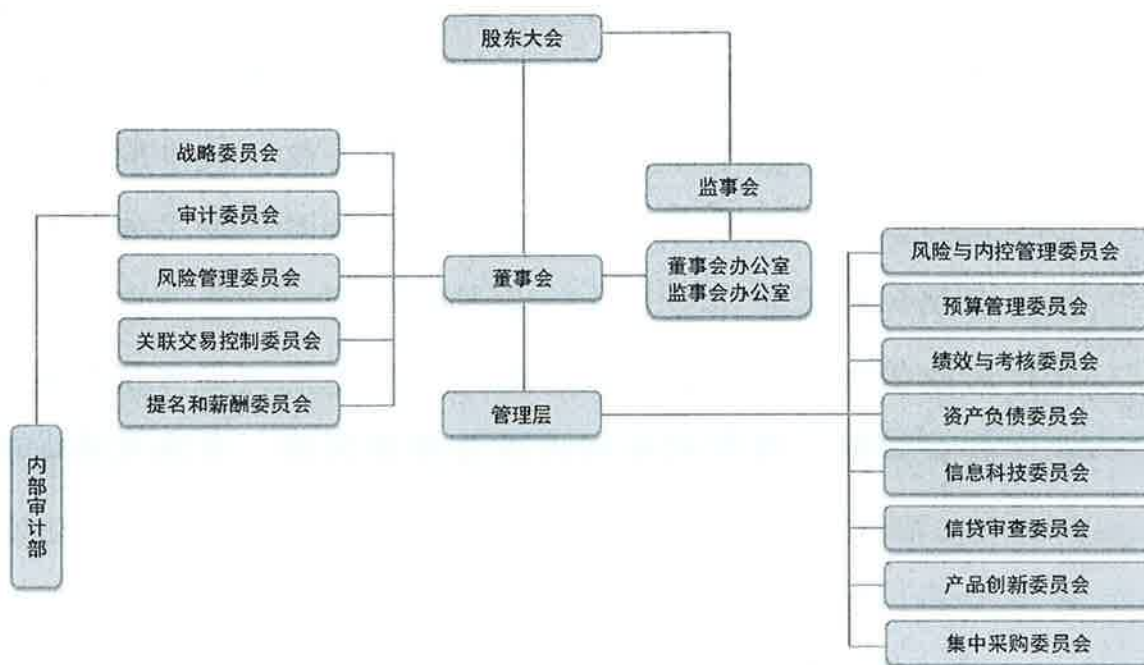 股东大会
战略委员会
监事会
审计委员会
风险与内控管理委员会
董事会办公室
监事会办公室
风险管理委员会
董事会
预算管理委员会
关联交易控制委员会
绩效与考核委员会
提名和薪酬委员会
管理层
资产负债委员会
内部审计部
信息科技委员会
信贷审查委员会
产品创新委员会
集中采购委员会